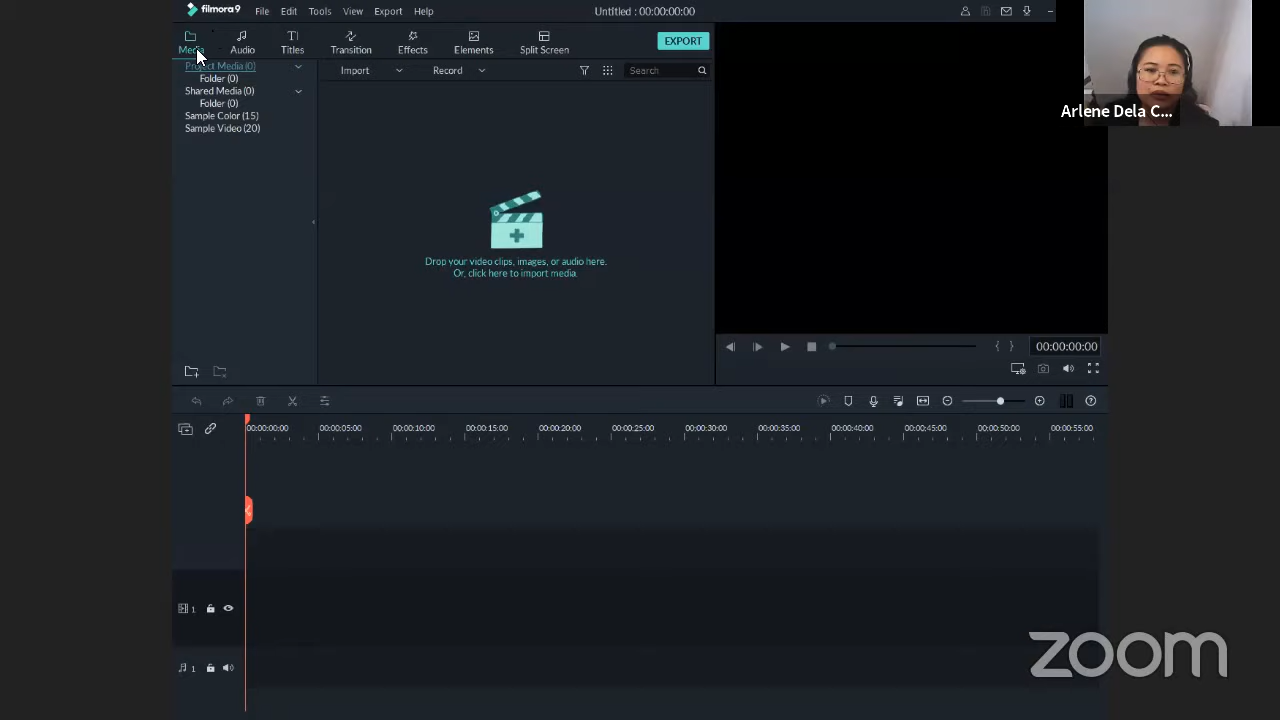 filmora9 File Edit Tools View Export Help Untitled : 00:00:00:00
Media Audio Titles Transition Effects Elements Split Screen EXPORT
Project Media (0) Import Record Search
Folder (0)
Shared Media (0)
Folder (0)
Sample Color (15)
Sample Video (20)
Arlene Dela C...
Drop your video clips, images, or audio here.
Or, click here to import media.
00:00:00:00
00:00:00:00 00:00:05:00 00:00:10:00 00:00:15:00 00:00:20:00 00:00:25:00 00:00:30:00 00:00:35:00 00:00:40:00 00:00:45:00 00:00:50:00 00:00:55:00
1
1
zoom